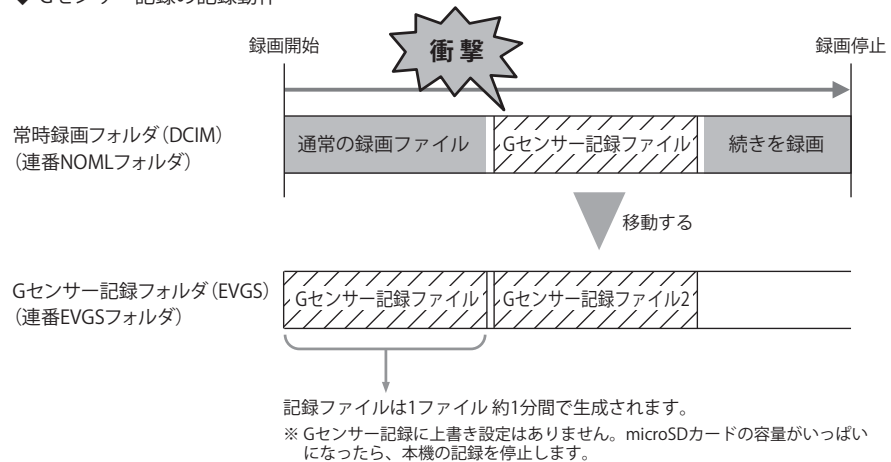 ◆ Gセンサー記録の記録動作
録画開始
衝撃
録画停止
常時録画フォルダ(DCIM)
(連番NOMLフォルダ)
通常の録画ファイル
Gセンサー記録ファイル1
続きを録画
移動する
Gセンサー記録フォルダ(EVGS)
(連番EVGSフォルダ)
Gセンサー記録ファイル1
Gセンサー記録ファイル2
記録ファイルは1ファイル 約1分間で生成されます。
※ Gセンサー記録に上書き設定はありません。microSDカードの容量がいっぱい
になったら、本機の記録を停止します。